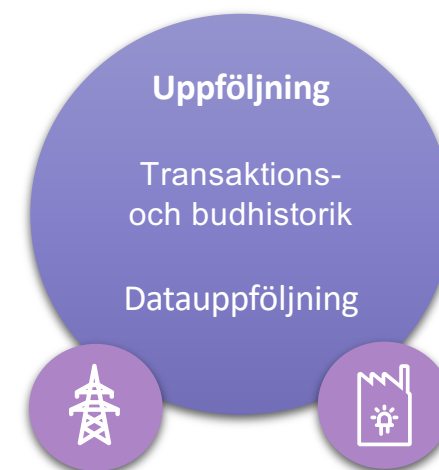 Uppföljning
Transaktions-
och budhistorik
Datauppföljning